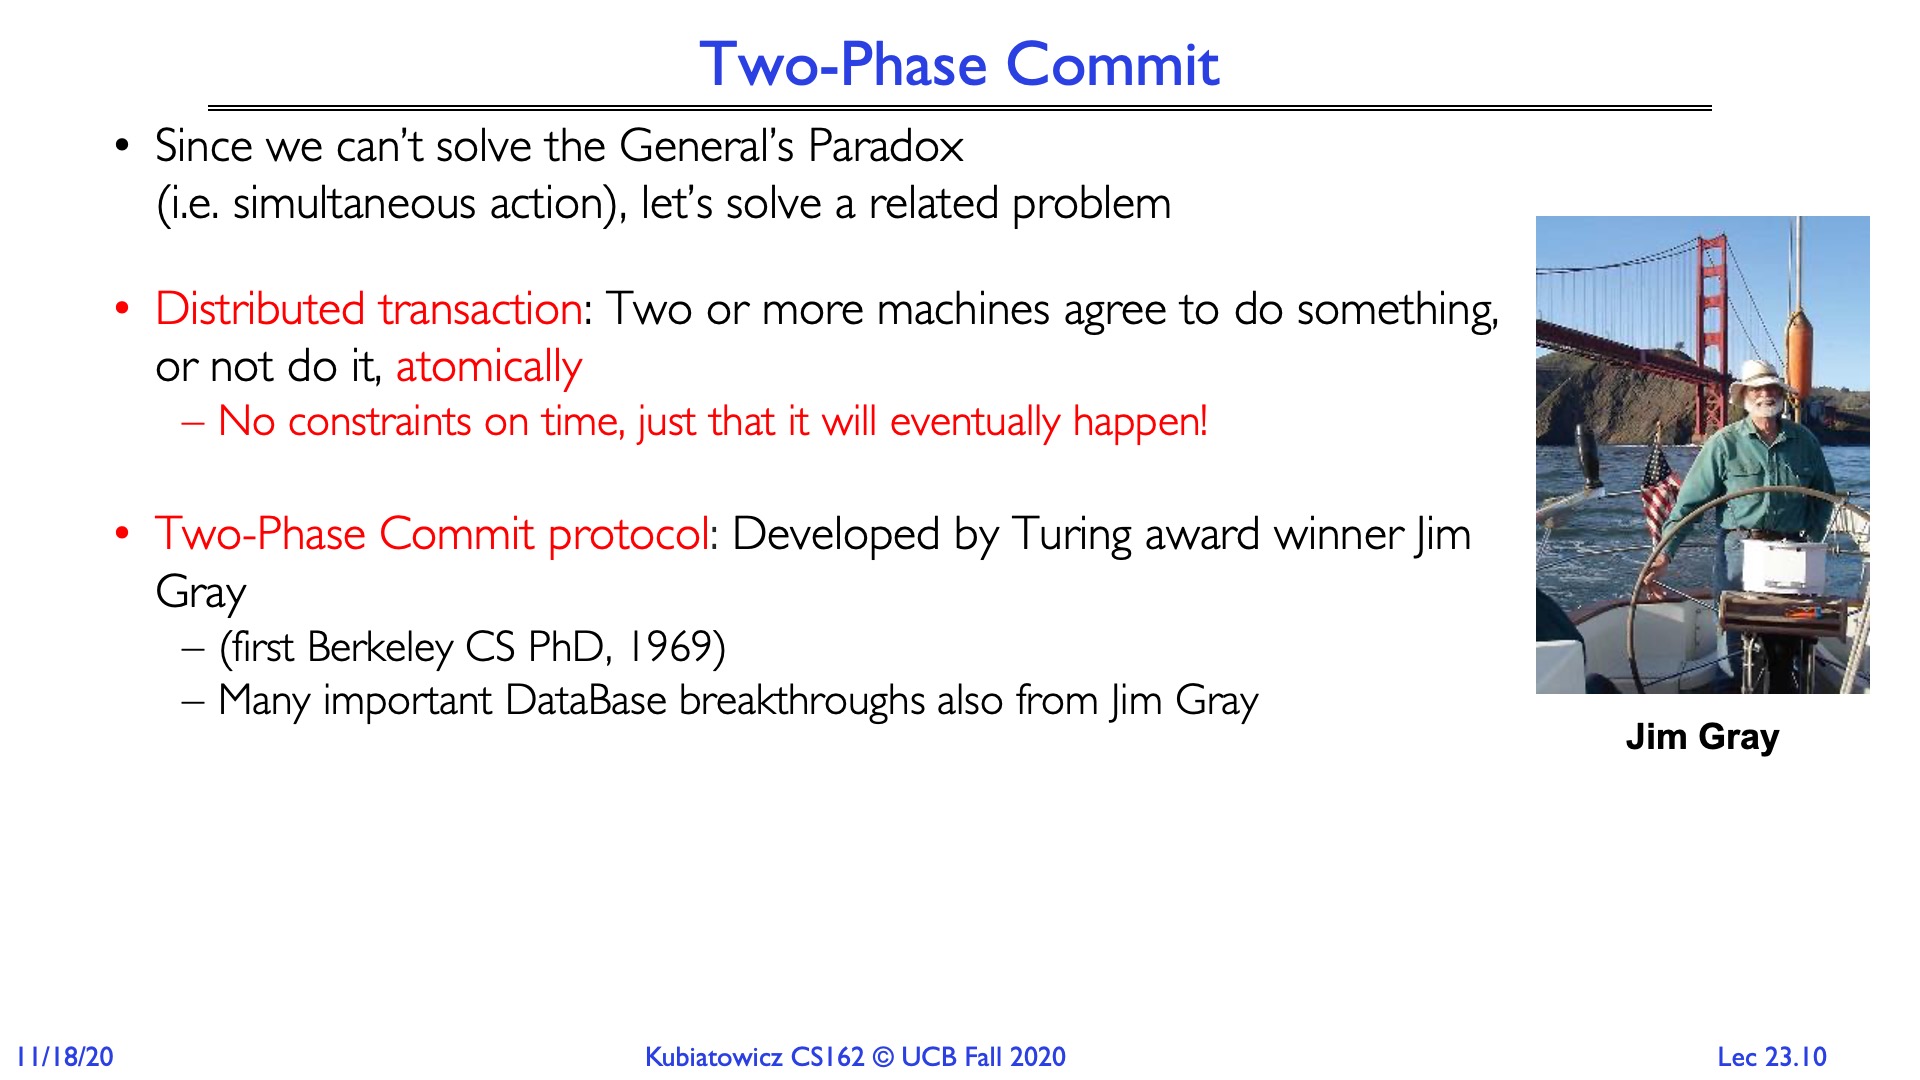 Two-Phase Commit
• Since we can’t solve the General’s Paradox
(i.e. simultaneous action), let’s solve a related problem
• Distributed transaction: Two or more machines agree to do something,
or not do it, atomically
– No constraints on time, just that it will eventually happen!
• Two-Phase Commit protocol: Developed by Turing award winner Jim
Gray
– (first Berkeley CS PhD, 1969)
– Many important DataBase breakthroughs also from Jim Gray
Jim Gray
11/18/20
Kubiatowicz CS162 © UCB Fall 2020
Lec 23.10